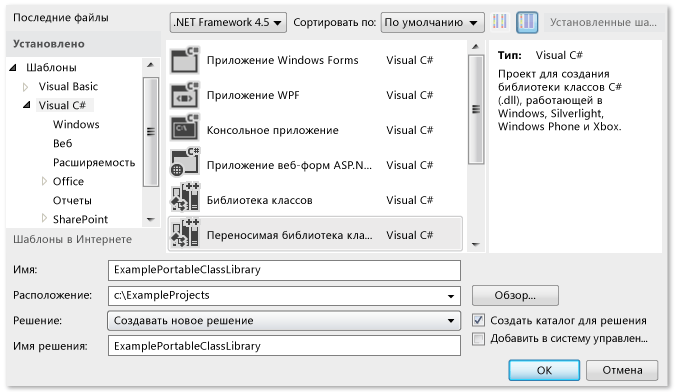 Последние файлы
.NET Framework 4.5
Сортировать по:
По умолчанию
Установленные ша...
Установлено
Шаблоны
Visual Basic
Visual C#
Windows
Веб
Расширяемость
Office
Отчеты
SharePoint
Шаблоны в Интернете
Приложение Windows Forms Visual C#
Приложение WPF Visual C#
Консольное приложение Visual C#
Приложение веб-форм ASP.N... Visual C#
Библиотека классов Visual C#
Переносимая библиотека кла... Visual C#
Тип: Visual C#
Проект для создания
библиотеки классов C#
(.dll), работающей в
Windows, Silverlight,
Windows Phone и Xbox.
Имя: ExamplePortableClassLibrary
Расположение: c:\ExampleProjects
Обзор...
Решение: Создавать новое решение
Создать каталог для решения
Имя решения: ExamplePortableClassLibrary
Добавить в систему управлен...
OK
Отмена